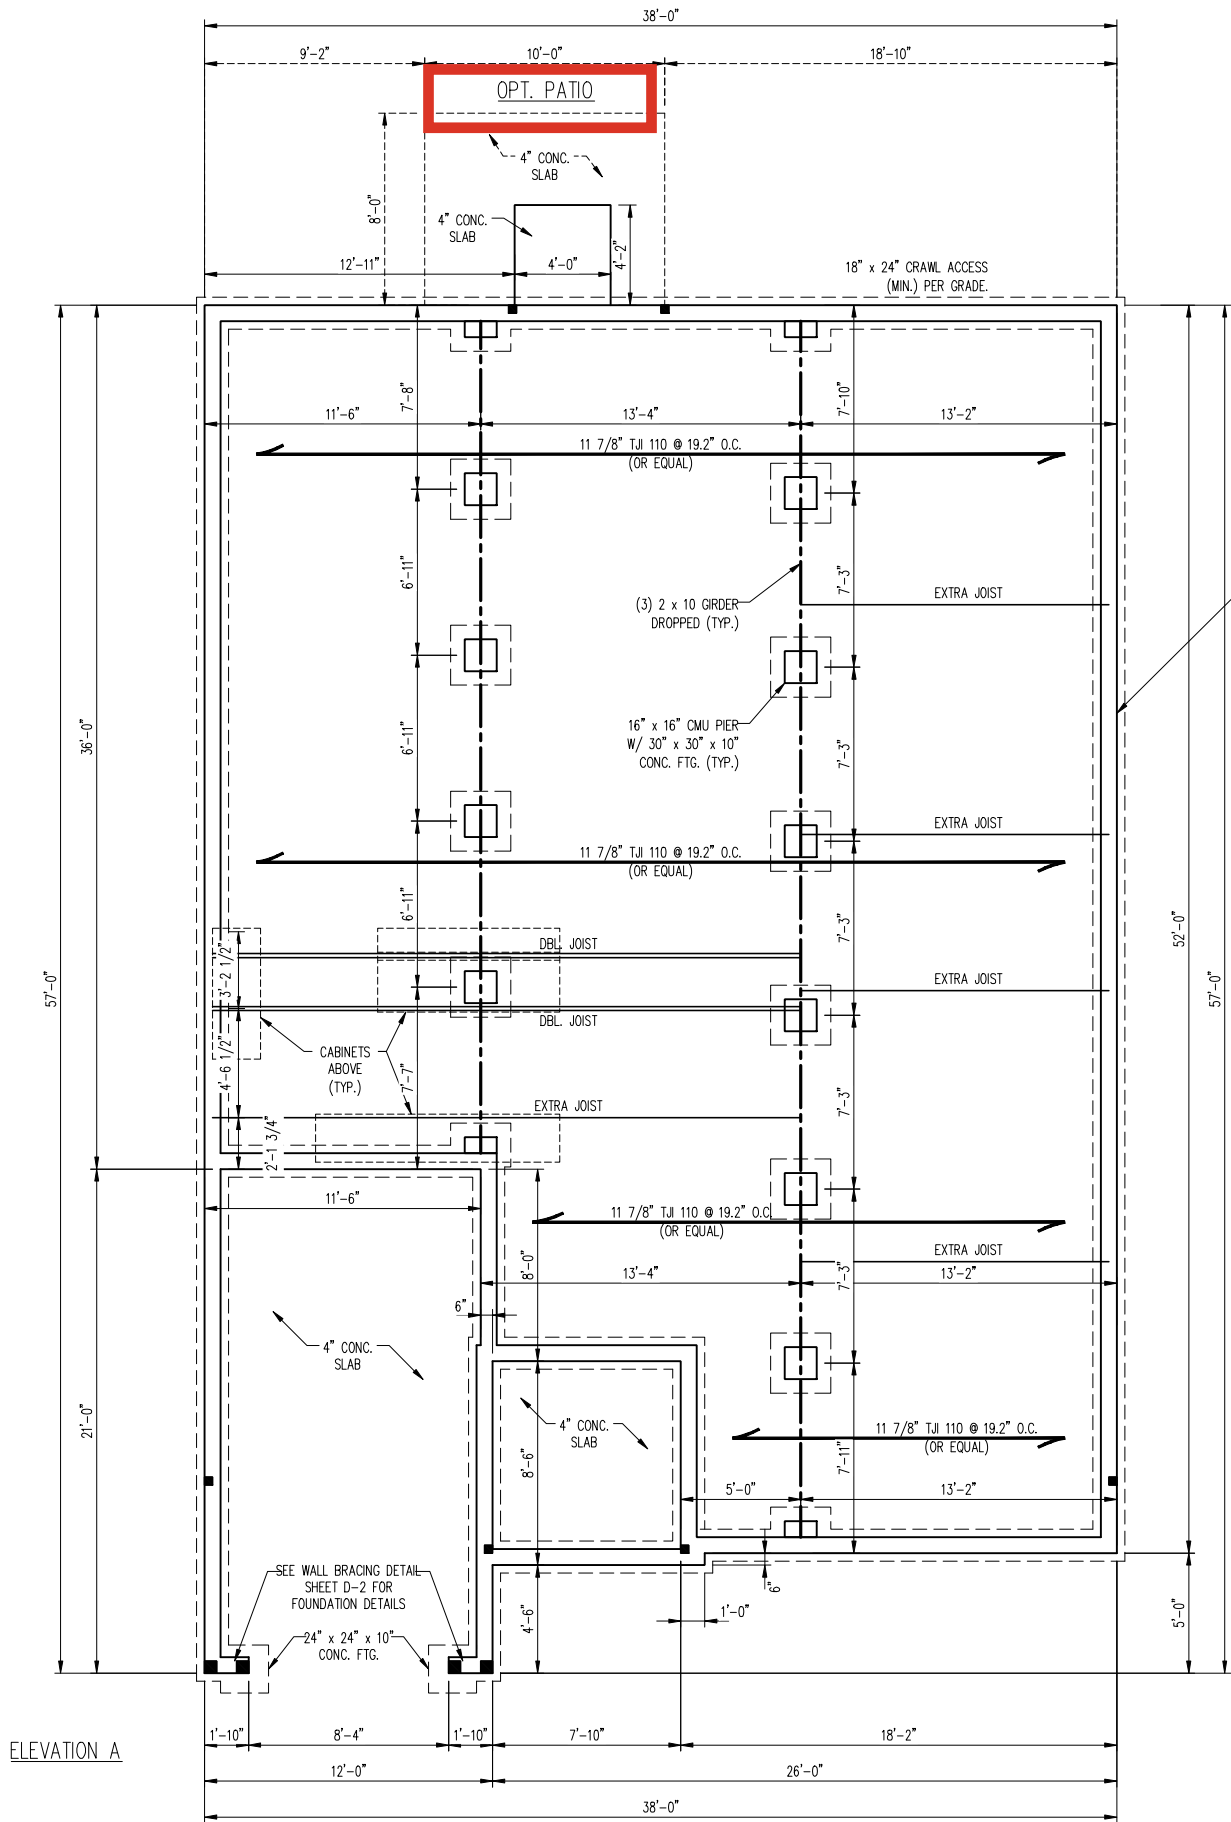 38'-0"
9'-2"
10'-0"
18'-10"
OPT. PATIO
4" CONC.
SLAB
8'-0"
4" CONC.
SLAB
4'-2"
12'-11"
4'-0"
18" x 24" CRAWL ACCESS
(MIN.) PER GRADE.
7'-8"
7'-10"
11'-6"
13'-4"
13'-2"
11 7/8" TJI 110 @ 19.2" O.C.
(OR EQUAL)
6'-11"
7'-3"
EXTRA JOIST
(3) 2 x 10 GIRDER
DROPPED (TYP.)
36'-0"
6'-11"
16" x 16" CMU PIER
W/ 30" x 30" x 10"
CONC. FTG. (TYP.)
7'-3"
EXTRA JOIST
11 7/8" TJI 110 @ 19.2" O.C.
(OR EQUAL)
6'-11"
7'-3"
52'-0"
57'-0"
57'-0"
3'-2 1/2"
DBL. JOIST
EXTRA JOIST
DBL. JOIST
4'-6 1/2"
CABINETS
ABOVE
(TYP.)
7'-7"
7'-3"
EXTRA JOIST
2'-1 3/4"
11'-6"
11 7/8" TJI 110 @ 19.2" O.C.
(OR EQUAL)
8'-0"
EXTRA JOIST
13'-4"
7'-3"
13'-2"
6"
4" CONC.
SLAB
21'-0"
4" CONC.
SLAB
8'-6"
11 7/8" TJI 110 @ 19.2" O.C.
(OR EQUAL)
7'-11"
5'-0"
13'-2"
SEE WALL BRACING DETAIL
SHEET D-2 FOR
FOUNDATION DETAILS
6"
1'-0"
4'-6"
5'-0"
24" x 24" x 10"
CONC. FTG.
1'-10"
8'-4"
1'-10"
7'-10"
18'-2"
ELEVATION A
12'-0"
26'-0"
38'-0"